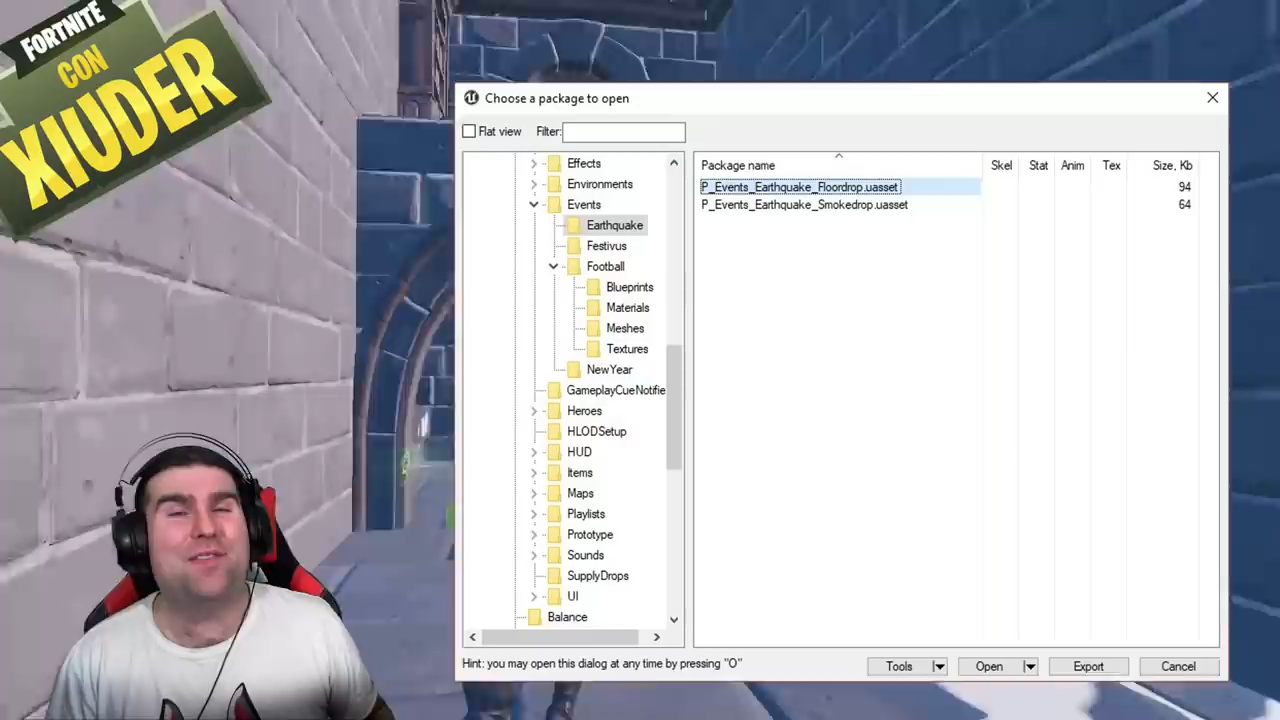 FORTNITE
CON
XIUDER
Choose a package to open
Flat view
Filter:
Effects
Environments
Events
Earthquake
Festivus
Football
Blueprints
Materials
Meshes
Textures
NewYear
GameplayCueNotifie
Heroes
HLODSetup
HUD
Items
Maps
Playlists
Prototype
Sounds
SupplyDrops
UI
Balance
Package name Skel Stat Anim Tex Size, Kb
P_Events_Earthquake_Floordrop.uasset 94
P_Events_Earthquake_Smokedrop.uasset 64
Hint: you may open this dialog at any time by pressing "O"
Tools Open Export Cancel